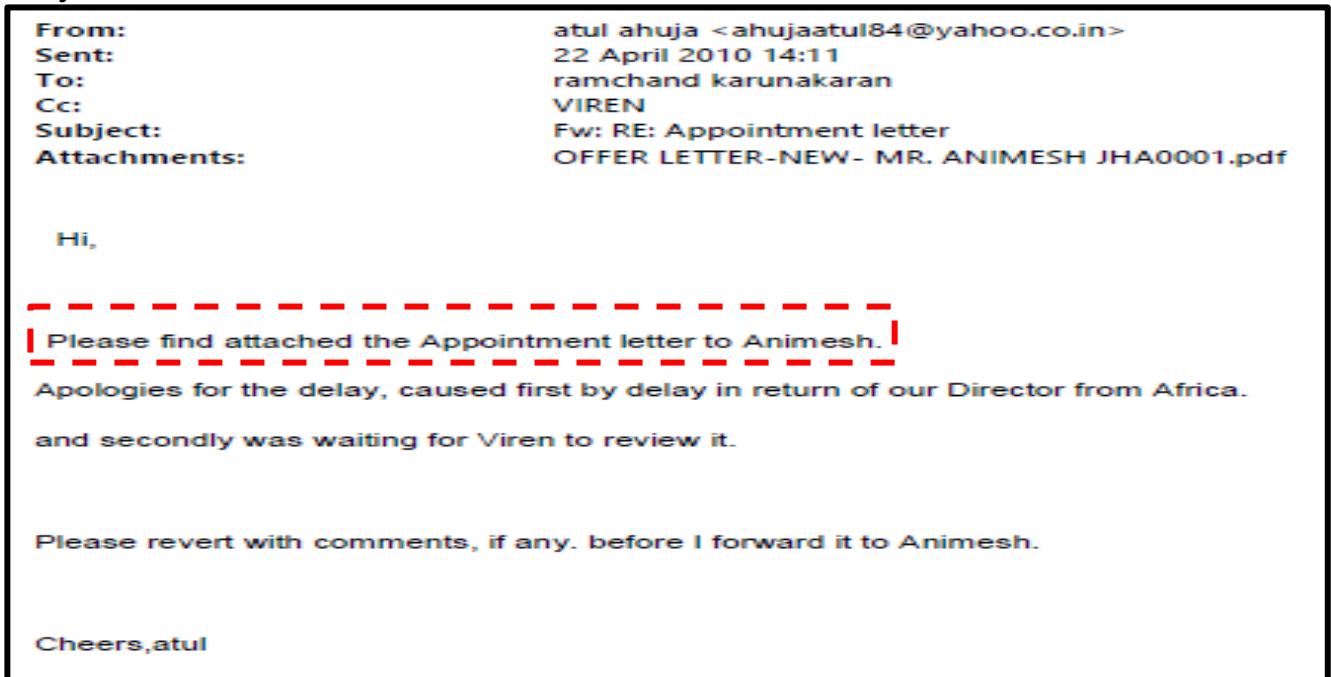 From: atul ahuja <ahujaatul84@yahoo.co.in>
Sent: 22 April 2010 14:11
To: ramchand karunakaran
Cc: VIREN
Subject: Fw: RE: Appointment letter
Attachments: OFFER LETTER-NEW- MR. ANIMESH JHA0001.pdf
Hi,
Please find attached the Appointment letter to Animesh.
Apologies for the delay, caused first by delay in return of our Director from Africa.
and secondly was waiting for Viren to review it.
Please revert with comments, if any. before I forward it to Animesh.
Cheers,atul